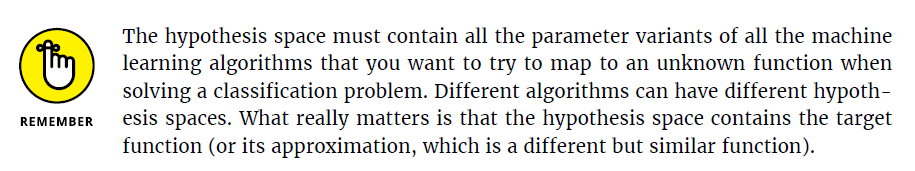 The hypothesis space must contain all the parameter variants of all the machine
learning algorithms that you want to try to map to an unknown function when
solving a classification problem. Different algorithms can have different hypoth-
esis spaces. What really matters is that the hypothesis space contains the target
function (or its approximation, which is a different but similar function).
REMEMBER